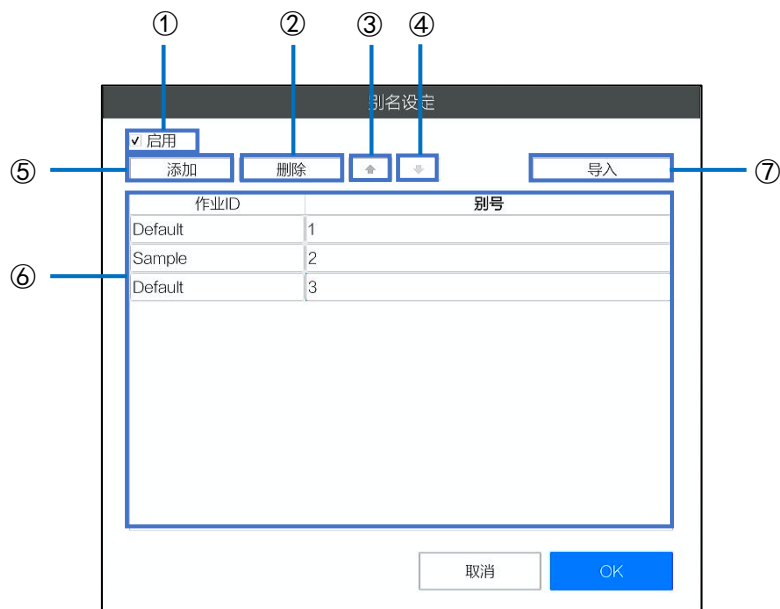 ① ② ③ ④
别名设定
启用
⑤ 添加 删除 导入 ⑦
作业ID 别号
Default 1
⑥ Sample 2
Default 3
取消 OK